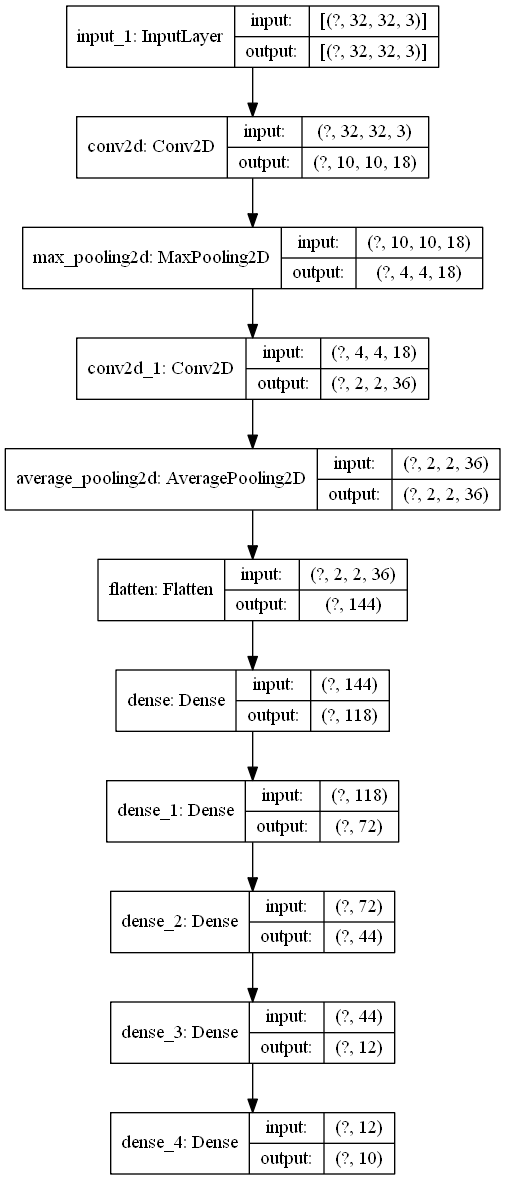 input_1: InputLayer
input: [(?, 32, 32, 3)]
output: [(?, 32, 32, 3)]
conv2d: Conv2D
input: (?, 32, 32, 3)
output: (?, 10, 10, 18)
max_pooling2d: MaxPooling2D
input: (?, 10, 10, 18)
output: (?, 4, 4, 18)
conv2d_1: Conv2D
input: (?, 4, 4, 18)
output: (?, 2, 2, 36)
average_pooling2d: AveragePooling2D
input: (?, 2, 2, 36)
output: (?, 2, 2, 36)
flatten: Flatten
input: (?, 2, 2, 36)
output: (?, 144)
dense: Dense
input: (?, 144)
output: (?, 118)
dense_1: Dense
input: (?, 118)
output: (?, 72)
dense_2: Dense
input: (?, 72)
output: (?, 44)
dense_3: Dense
input: (?, 44)
output: (?, 12)
dense_4: Dense
input: (?, 12)
output: (?, 10)